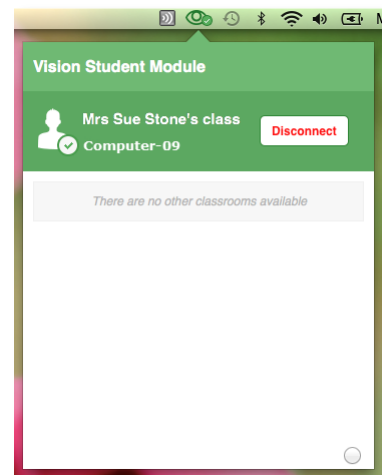 Vision Student Module
Mrs Sue Stone's class
Computer-09
Disconnect
There are no other classrooms available